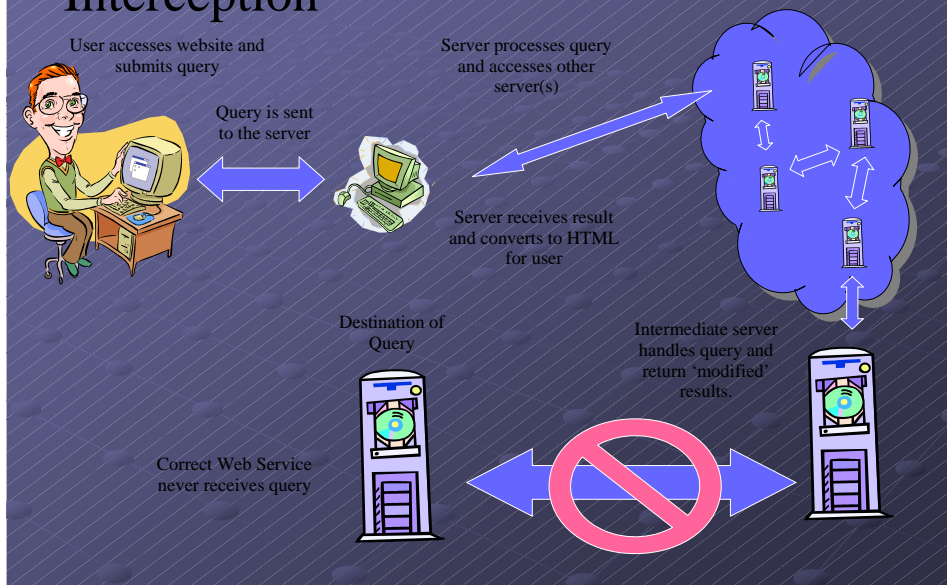 Interception
User accesses website and
submits query
Server processes query
and accesses other
server(s)
Query is sent
to the server
Server receives result
and converts to HTML
for user
Destination of
Query
Intermediate server
handles query and
return ‘modified’
results.
Correct Web Service
never receives query